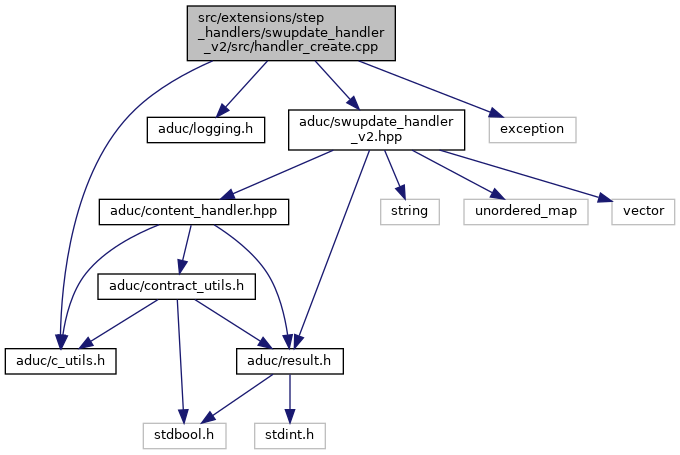 src/extensions/step
_handlers/swupdate_handler
_v2/src/handler_create.cpp
aduc/logging.h
aduc/swupdate_handler
_v2.hpp
exception
aduc/content_handler.hpp
string
unordered_map
vector
aduc/contract_utils.h
aduc/c_utils.h
aduc/result.h
stdbool.h
stdint.h